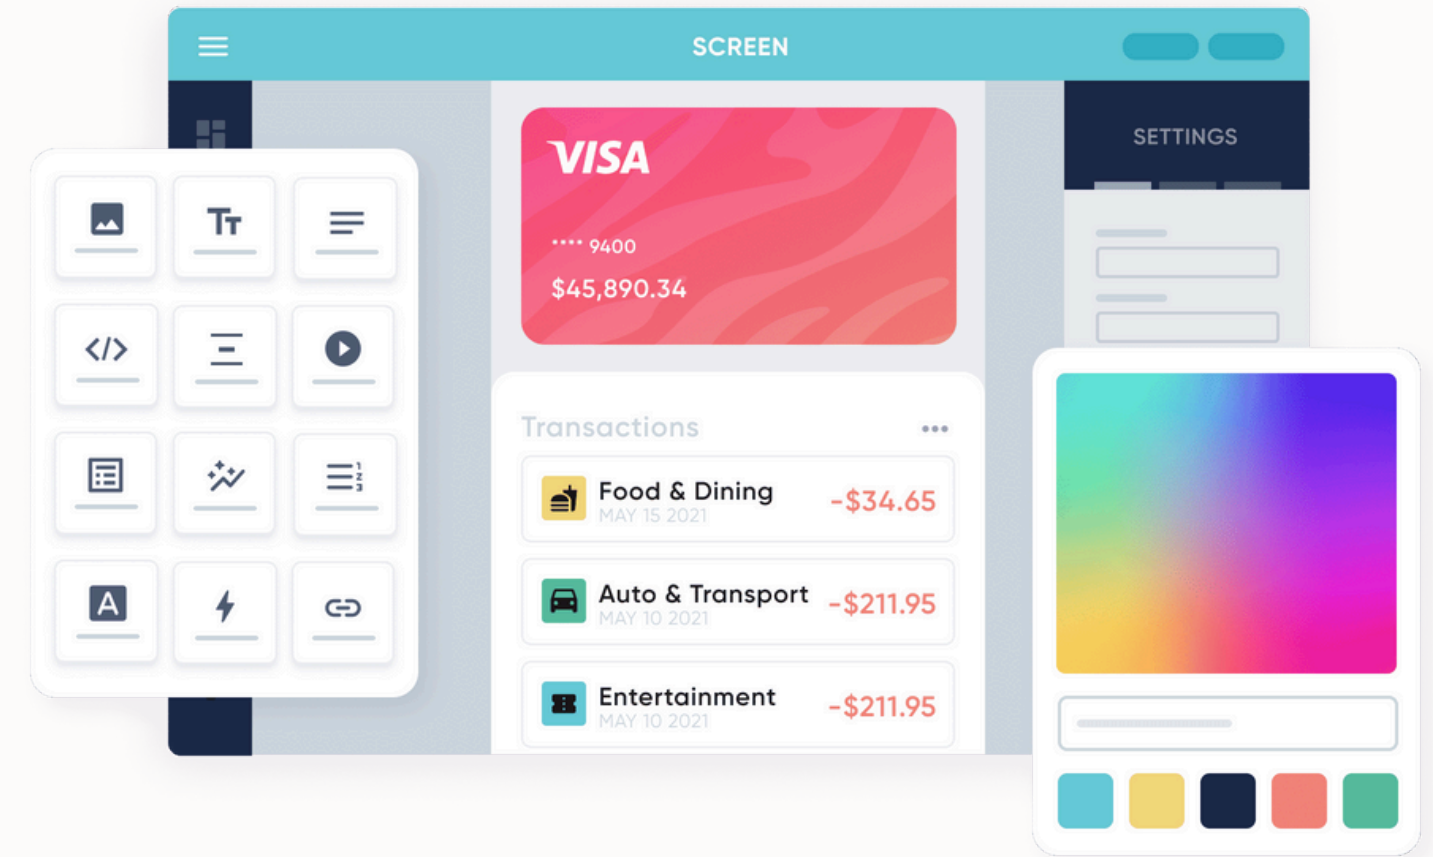 SCREEN
SETTINGS
VISA
•••• 9400
$45,890.34
Transactions
Food & Dining
-$34.65
MAY 15 2021
Auto & Transport
-$211.95
MAY 10 2021
Entertainment
-$211.95
MAY 10 2021